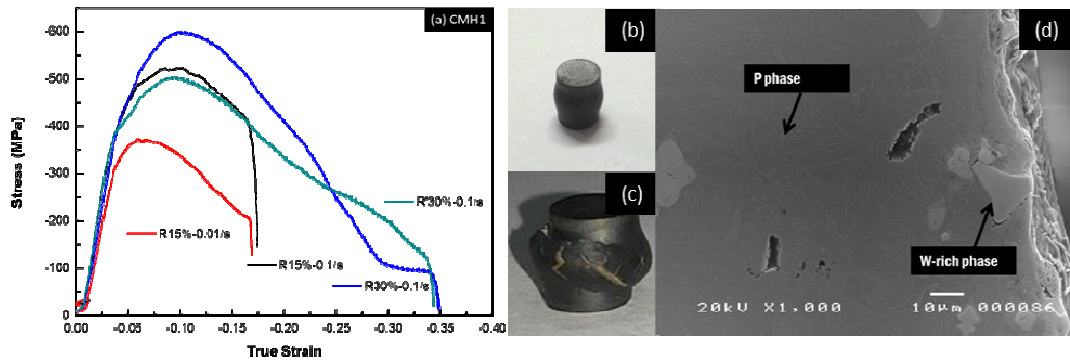 (a) CMH1
Stress (MPa)
-600
-500
-400
-300
-200
-100
0
0.00 -0.05 -0.10 -0.15 -0.20 -0.25 -0.30 -0.35 -0.40
True Strain
R15%-0.01/s
R15%-0.1/s
R30%-0.1/s
R'30%-0.1/s
(b)
(c)
(d)
P phase
W-rich phase
20kV X1,000 10µm 000086